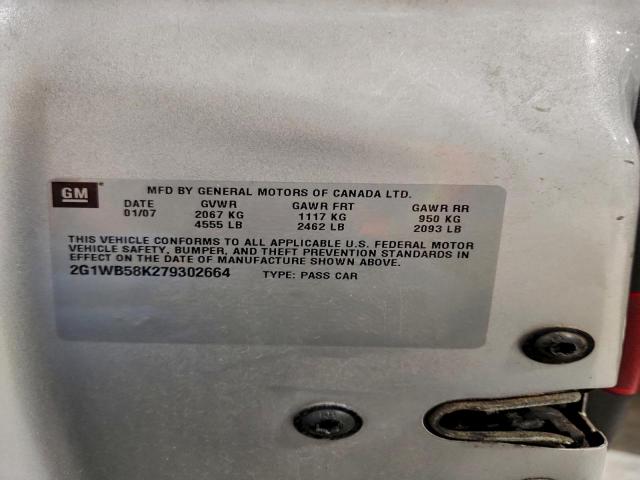 GM
MFD BY GENERAL MOTORS OF CANADA LTD.
DATE GVWR GAWR FRT GAWR RR
01/07 2067 KG 1117 KG 950 KG
4555 LB 2462 LB 2093 LB
THIS VEHICLE CONFORMS TO ALL APPLICABLE U.S. FEDERAL MOTOR
VEHICLE SAFETY, BUMPER, AND THEFT PREVENTION STANDARDS IN
EFFECT ON THE DATE OF MANUFACTURE SHOWN ABOVE.
2G1WB58K279302664 TYPE: PASS CAR